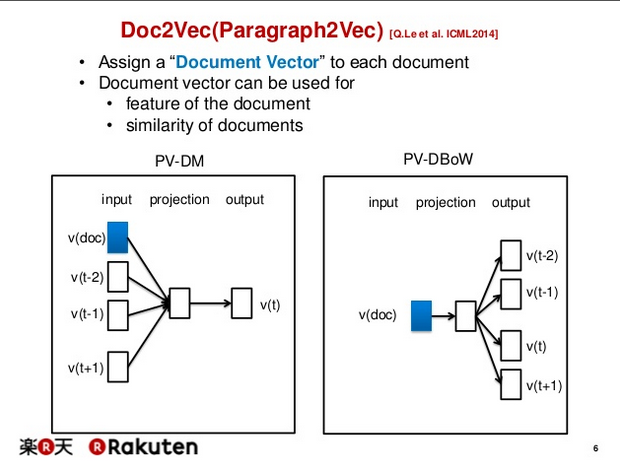 Doc2Vec(Paragraph2Vec) [Q.Le et al. ICML2014]
• Assign a “Document Vector” to each document
• Document vector can be used for
• feature of the document
• similarity of documents
PV-DM
input projection output
v(doc)
v(t-2)
v(t-1)
v(t+1)
v(t)
PV-DBoW
input projection output
v(doc)
v(t-2)
v(t-1)
v(t)
v(t+1)
楽R天 R Rakuten
6